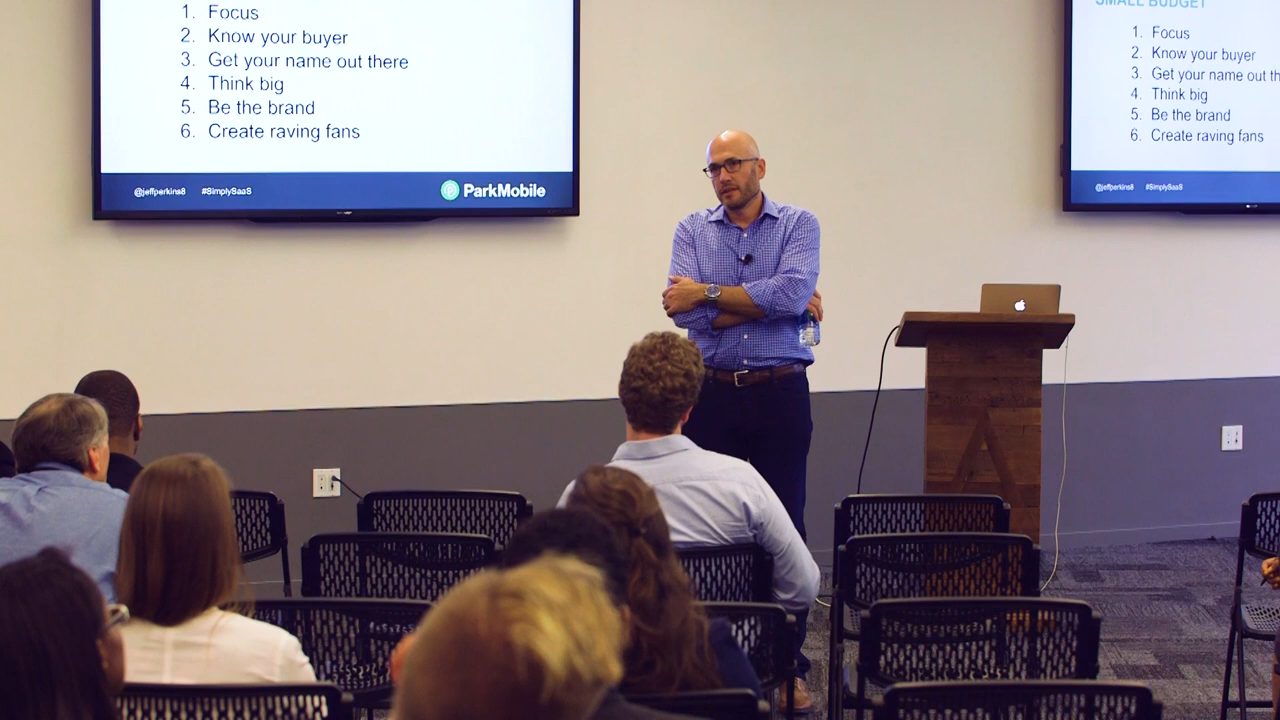 1. Focus
2. Know your buyer
3. Get your name out there
4. Think big
5. Be the brand
6. Create raving fans
@jeffperkins8 #SimplySaaS ParkMobile
SMALL BUDGET
1. Focus
2. Know your buyer
3. Get your name out th
4. Think big
5. Be the brand
6. Create raving fans
@jeffperkins8 #SimplySaaS